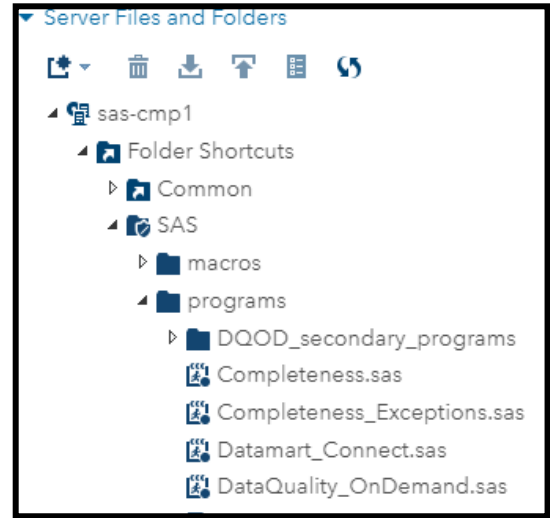 Server Files and Folders
sas-cmp1
Folder Shortcuts
Common
SAS
macros
programs
DQOD_secondary_programs
Completeness.sas
Completeness_Exceptions.sas
Datamart_Connect.sas
DataQuality_OnDemand.sas